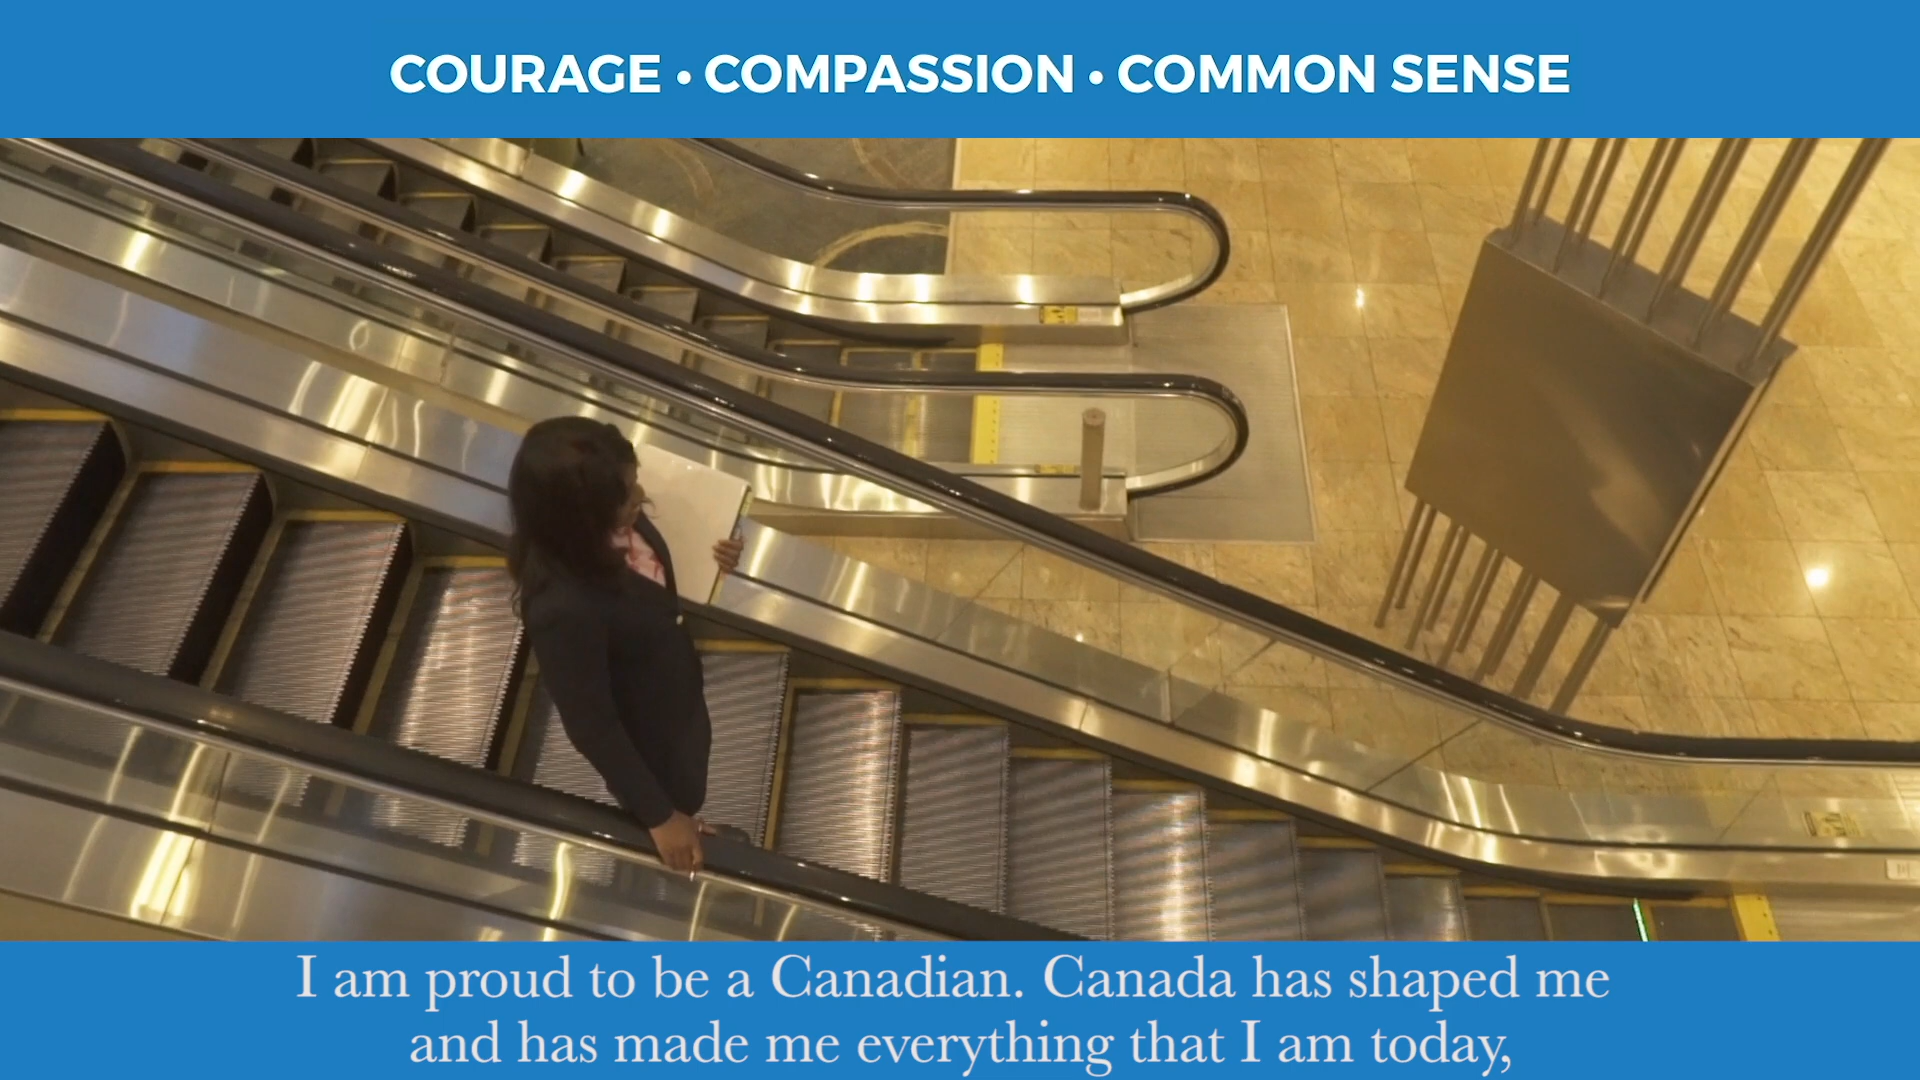 COURAGE • COMPASSION • COMMON SENSE
I am proud to be a Canadian. Canada has shaped me
and has made me everything that I am today,